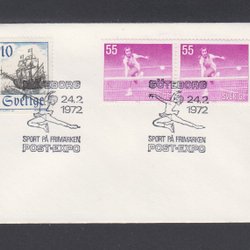 10
Sverige
55
55
SVERIGE
GÖTEBORG
24.2
1972
SPORT PÅ FRIMÄRKEN
POST-EXPO
GÖTEBORG
24.2
1972
SPORT PÅ FRIMÄRKEN
POST-EXPO